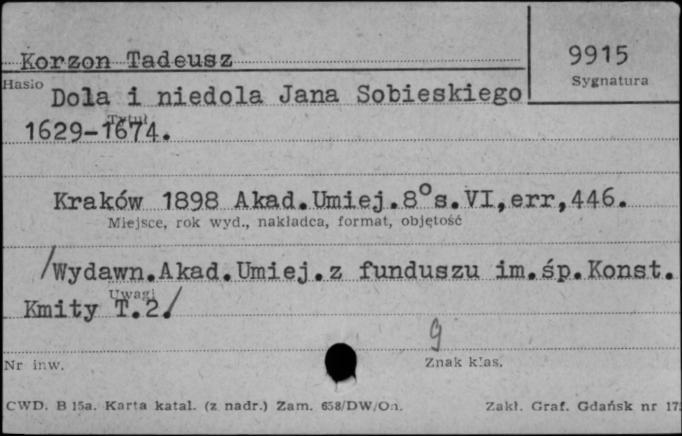 Korzon Tadeusz
9915
Hasło
Sygnatura
Dola i niedola Jana Sobieskiego
1629-1674.
Tytuł
Kraków 1898 Akad.Umiej.8°s.VI,err,446.
Miejsce, rok wyd., nakładca, format, objętość
/Wydawn.Akad.Umiej.z funduszu im.śp.Konst.
Kmity T.2/
Uwagi
9
Nr inw.
Znak klas.
CWD. B 15a. Karta katal. (z nadr.) Zam. 658/DW/On.
Zakł. Graf. Gdańsk nr